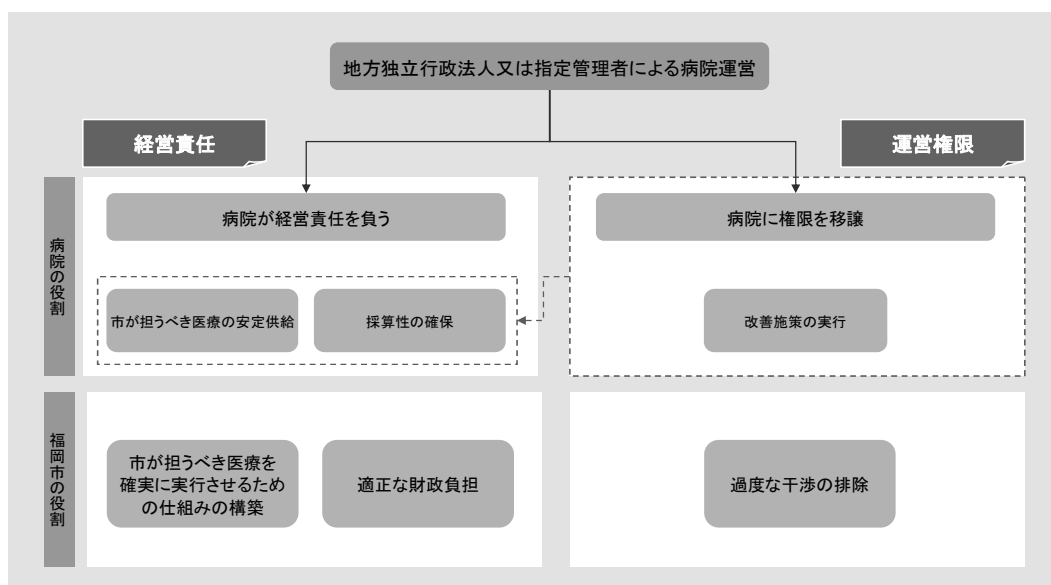 地方独立行政法人又は指定管理者による病院運営
経営責任
運営権限
病院の役割
病院が経営責任を負う
病院に権限を移譲
市が担うべき医療の安定供給
採算性の確保
改善施策の実行
福岡市の役割
市が担うべき医療を
確実に実行させるため
の仕組みの構築
適正な財政負担
過度な干渉の排除